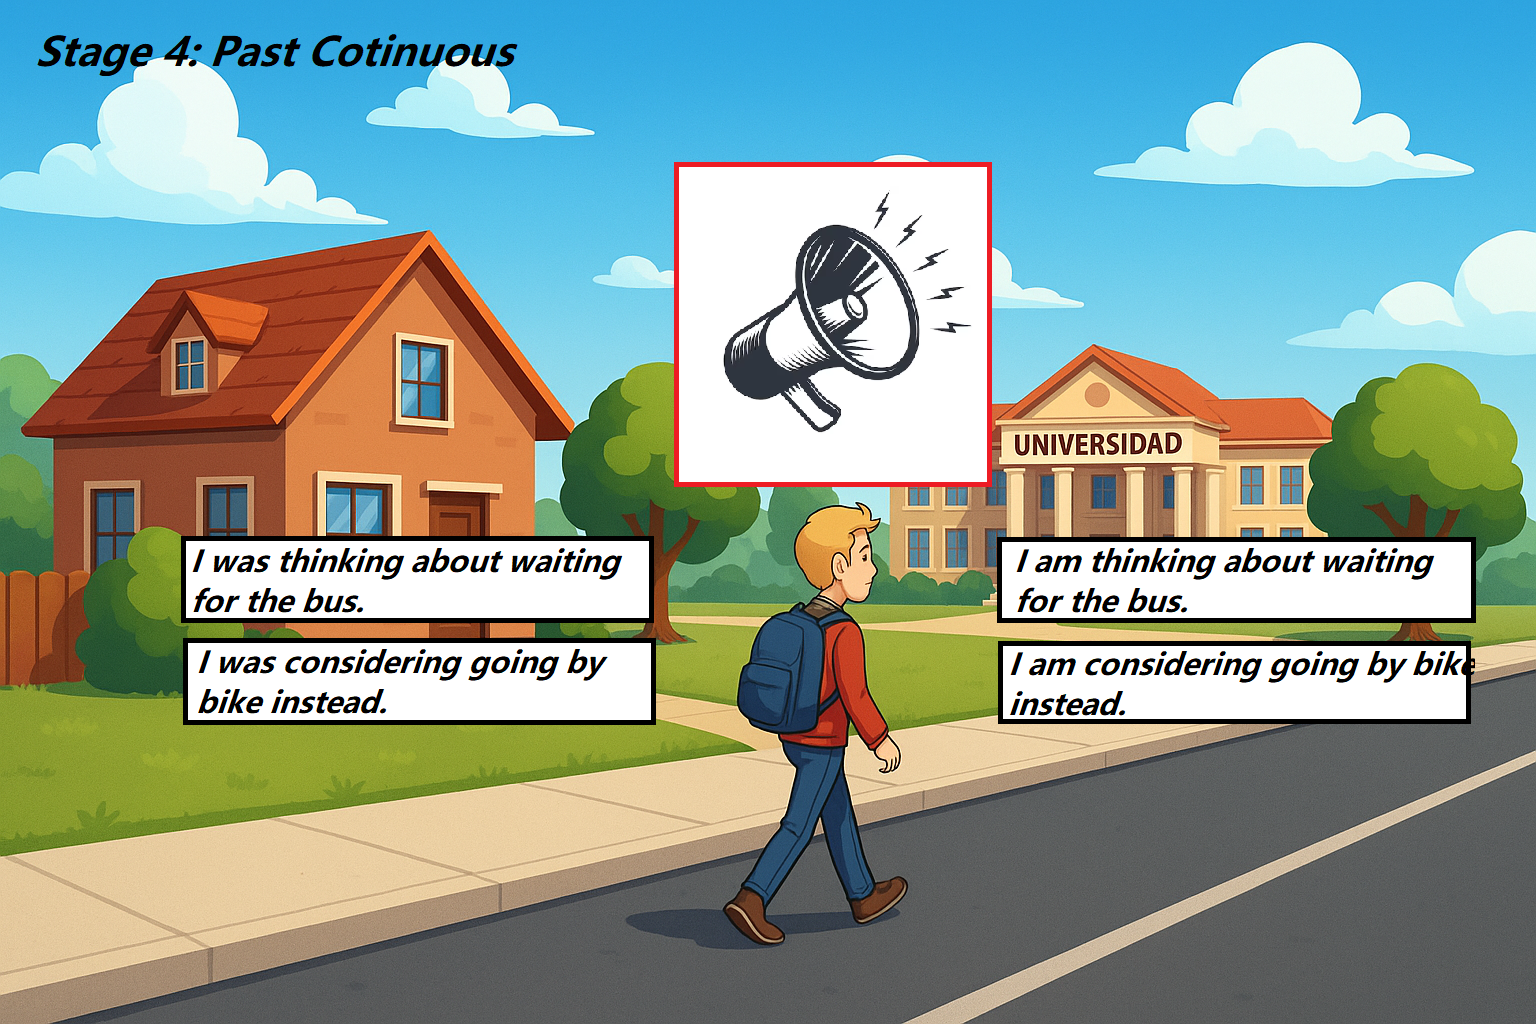 Stage 4: Past Cotinuous
UNIVERSIDAD
I was thinking about waiting
for the bus.
I am thinking about waiting
for the bus.
I was considering going by
bike instead.
I am considering going by bike
instead.